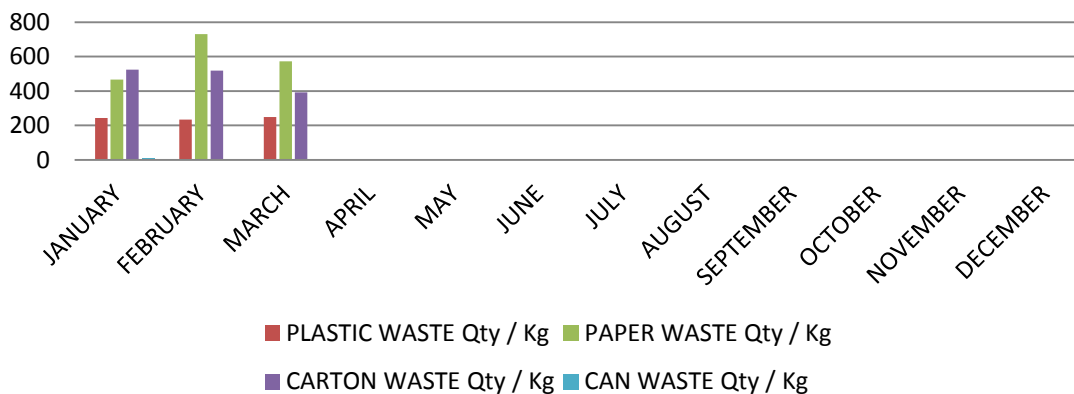 800
600
400
200
0
JANUARY
FEBRUARY
MARCH
APRIL
MAY
JUNE
JULY
AUGUST
SEPTEMBER
OCTOBER
NOVEMBER
DECEMBER
PLASTIC WASTE Qty / Kg
PAPER WASTE Qty / Kg
CARTON WASTE Qty / Kg
CAN WASTE Qty / Kg